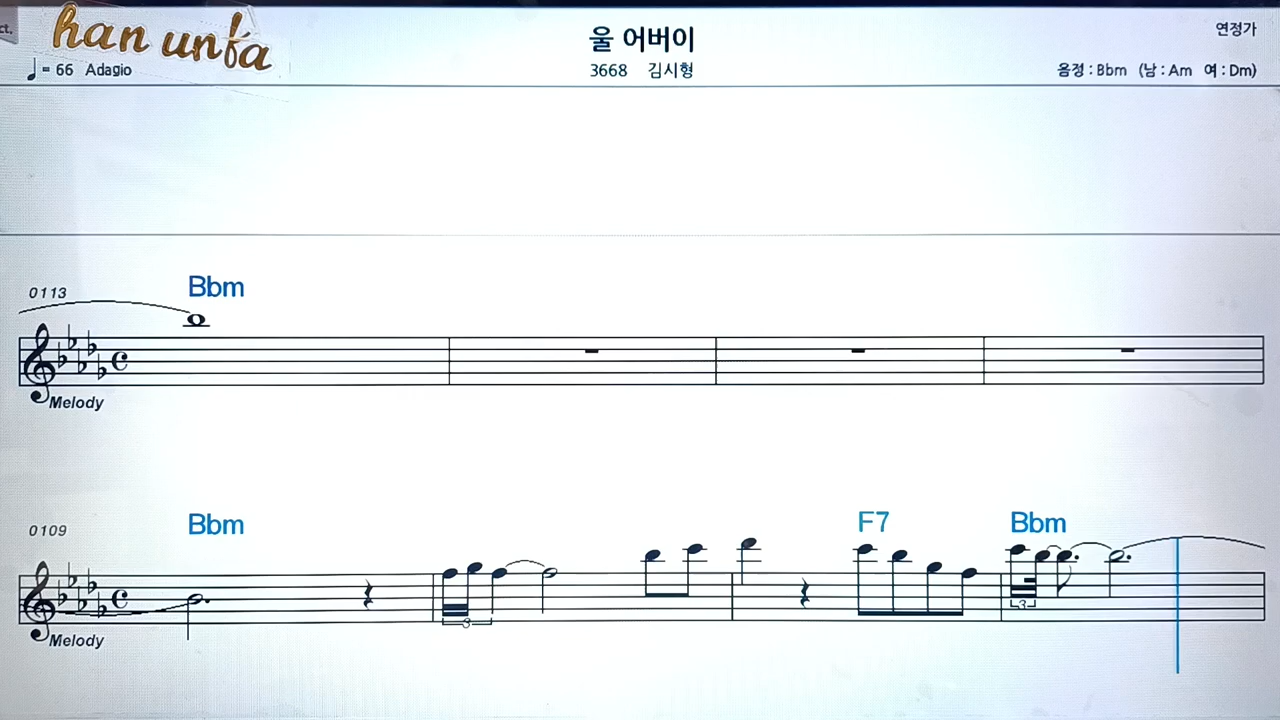 ct.
han unfa
울 어버이
연정가
♩= 66 Adagio
3668 김시형
음정 : Bbm (남 : Am 여 : Dm)
0113
Bbm
Melody
0109
Bbm
F7
Bbm
3
3
Melody